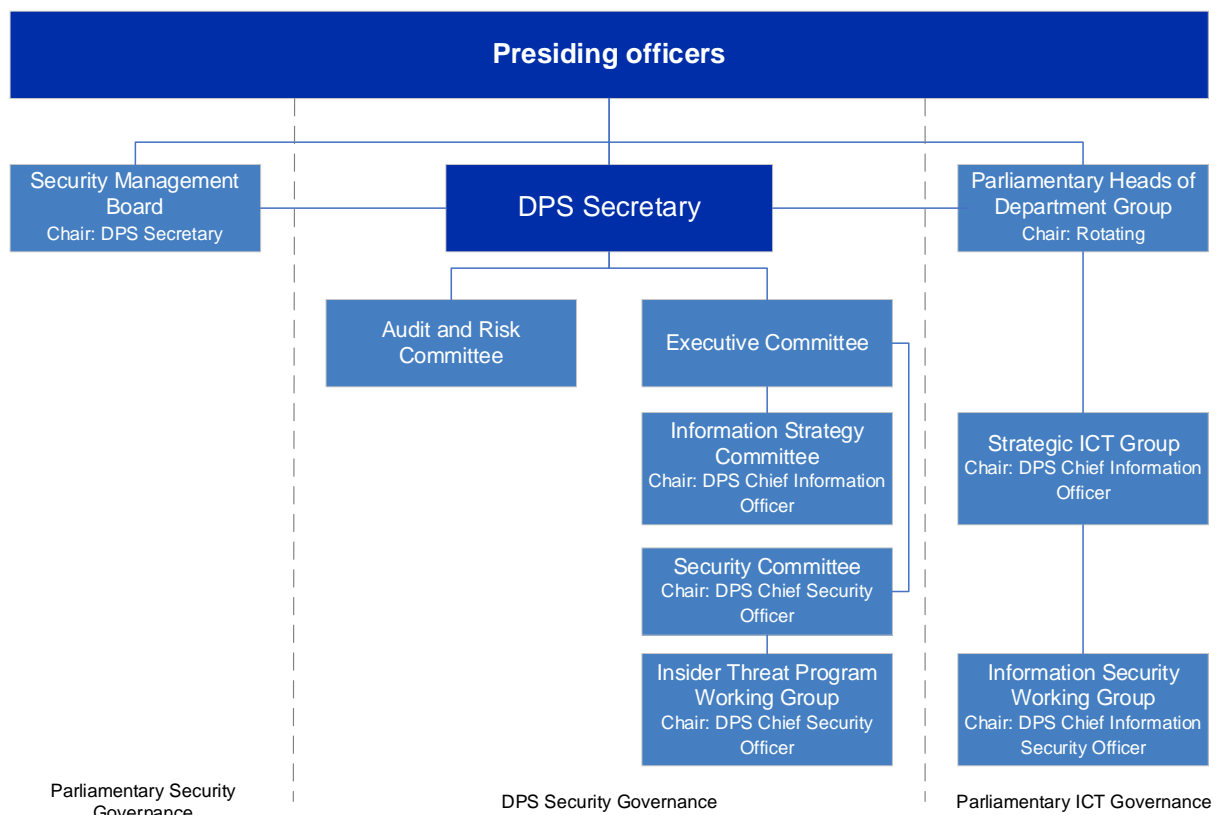 Presiding officers
Security Management
Board
Chair: DPS Secretary
DPS Secretary
Parliamentary Heads of
Department Group
Chair: Rotating
Audit and Risk
Committee
Executive Committee
Information Strategy
Committee
Chair: DPS Chief Information
Officer
Strategic ICT Group
Chair: DPS Chief Information
Officer
Security Committee
Chair: DPS Chief Security
Officer
Insider Threat Program
Working Group
Chair: DPS Chief Security
Officer
Information Security
Working Group
Chair: DPS Chief Information
Security Officer
Parliamentary Security
Governance
DPS Security Governance
Parliamentary ICT Governance